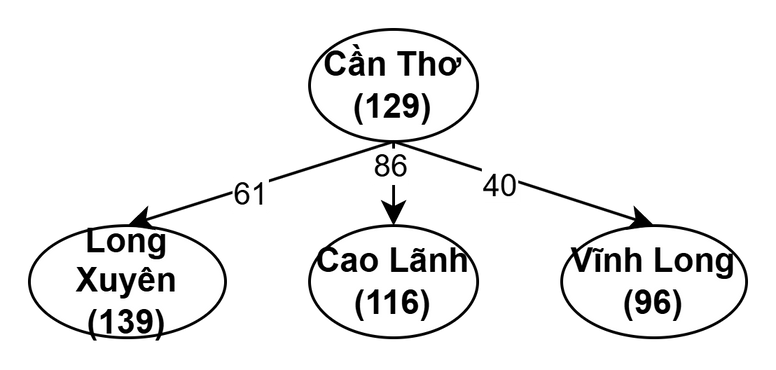 Cần Thơ
(129)
61
86
40
Long
Xuyên
(139)
Cao Lãnh
(116)
Vĩnh Long
(96)